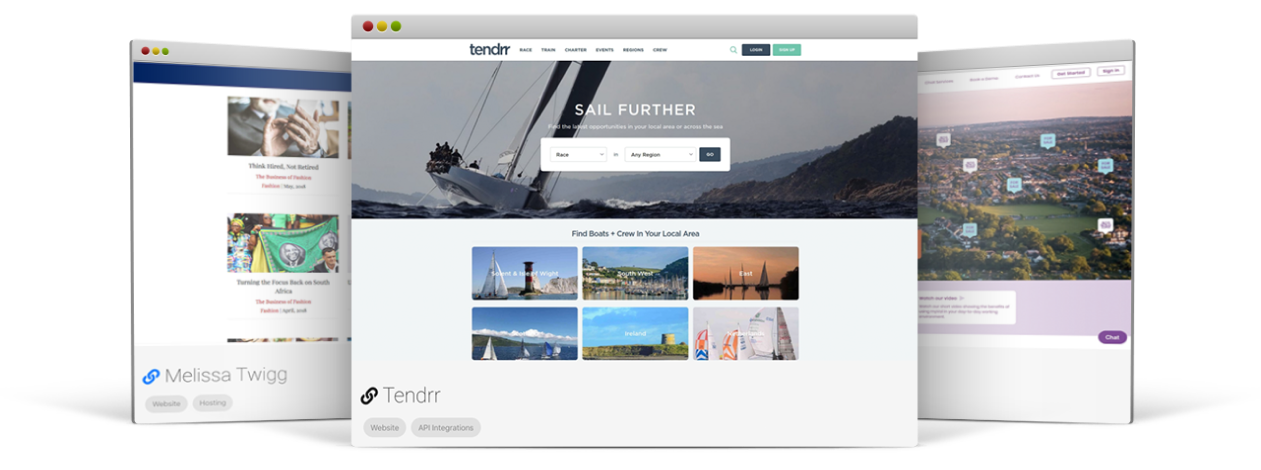 Think Hired, Not Retired
The Business of Fashion
Fashion | May, 2018
Turning the Focus Back on South
Africa
The Business of Fashion
Fashion | April, 2018
Melissa Twigg
Website
Hosting
tendrr
RACE TRAIN CHARTER EVENTS REGIONS CREW
LOGIN SIGN UP
SAIL FURTHER
Find the latest opportunities in your local area or across the sea
Race in Any Region GO
Find Boats + Crew In Your Local Area
Solent & Isle of Wight South West East
Ireland
Tendrr
Website API Integrations
Contact Us Get Started Sign In
Watch our video
Chat